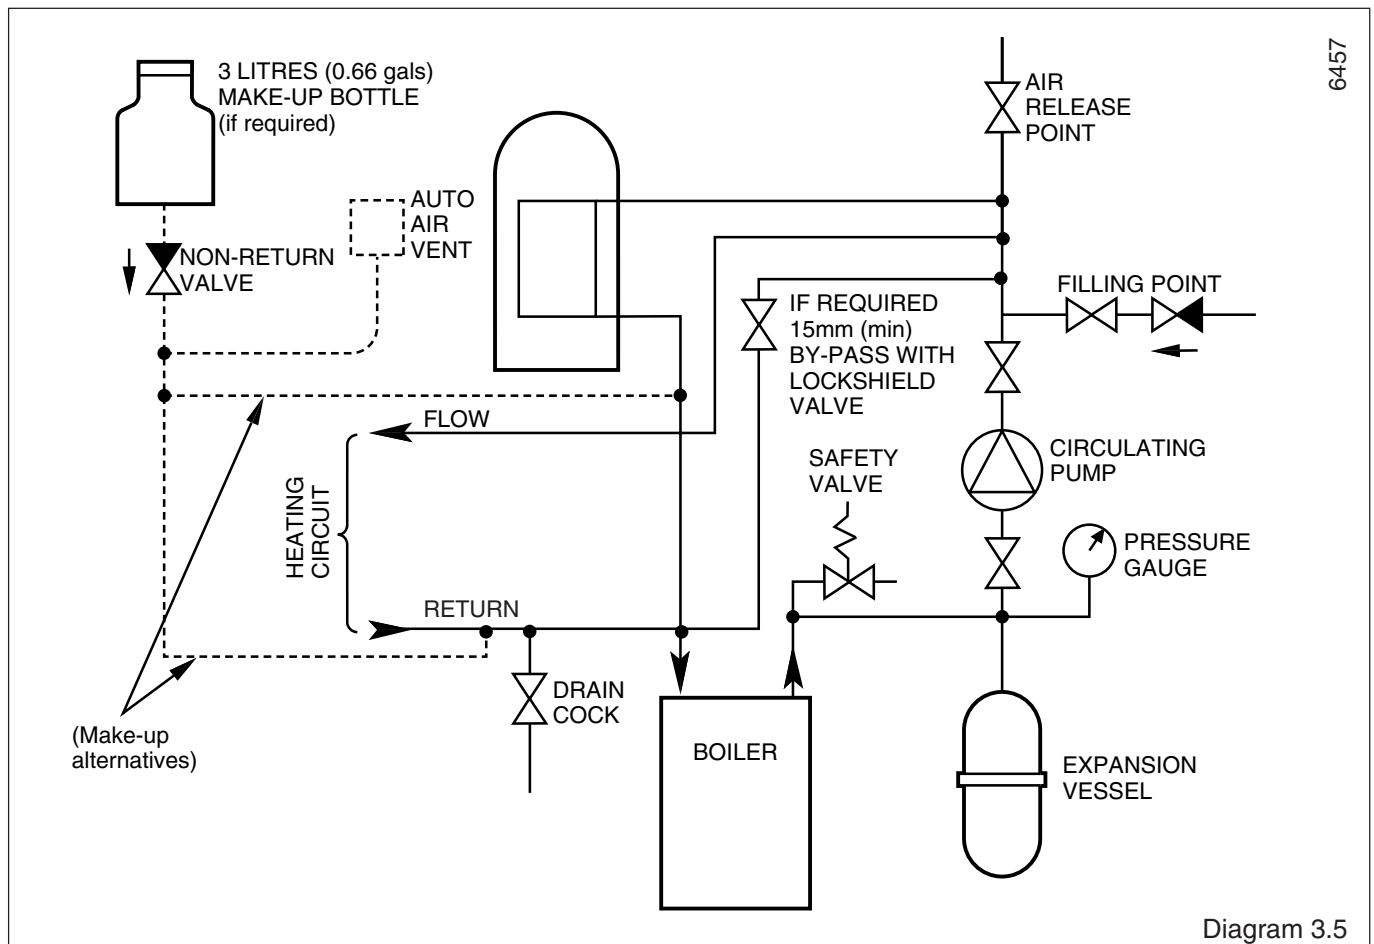 3 LITRES (0.66 gals)
MAKE-UP BOTTLE
(if required)
6457
AIR
RELEASE
POINT
AUTO
AIR
VENT
NON-RETURN
VALVE
FILLING POINT
IF REQUIRED
15mm (min)
BY-PASS WITH
LOCKSHIELD
VALVE
FLOW
SAFETY
VALVE
CIRCULATING
PUMP
HEATING
CIRCUIT
PRESSURE
GAUGE
RETURN
DRAIN
COCK
(Make-up
alternatives)
BOILER
EXPANSION
VESSEL
Diagram 3.5